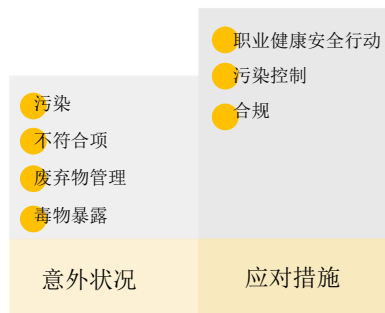 污染
不符合项
废弃物管理
毒物暴露
意外状况
职业健康安全行动
污染控制
合规
应对措施